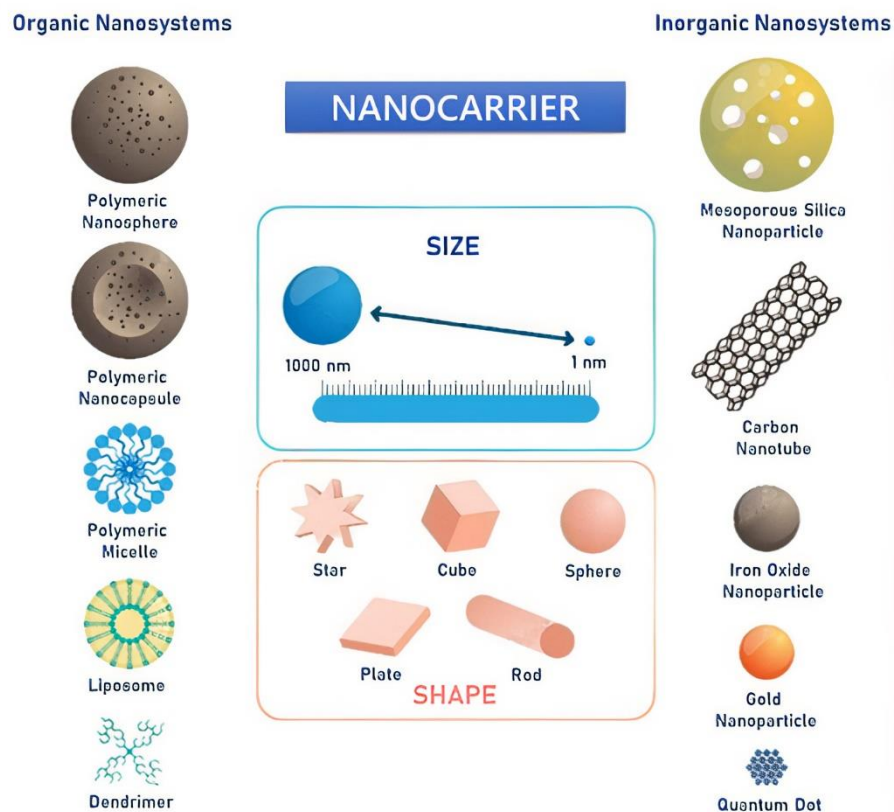 Organic Nanosystems
Inorganic Nanosystems
NANOCARRIER
Polymeric
Nanosphere
Polymeric
Nanocapsule
Polymeric
Micelle
Liposome
Dendrimer
SIZE
1000 nm
1 nm
Star
Cube
Sphere
Plate
Rod
SHAPE
Mesoporous Silica
Nanoparticle
Carbon
Nanotube
Iron Oxide
Nanoparticle
Gold
Nanoparticle
Quantum Dot